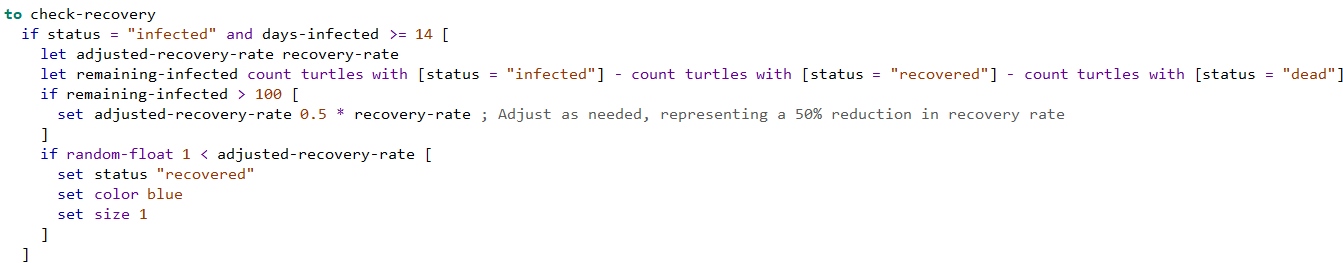 to check-recovery
  if status = "infected" and days-infected >= 14 [
    let adjusted-recovery-rate recovery-rate
    let remaining-infected count turtles with [status = "infected"] - count turtles with [status = "recovered"] - count turtles with [status = "dead"]
    if remaining-infected > 100 [
      set adjusted-recovery-rate 0.5 * recovery-rate ; Adjust as needed, representing a 50% reduction in recovery rate
    ]
    if random-float 1 < adjusted-recovery-rate [
      set status "recovered"
      set color blue
      set size 1
    ]
  ]